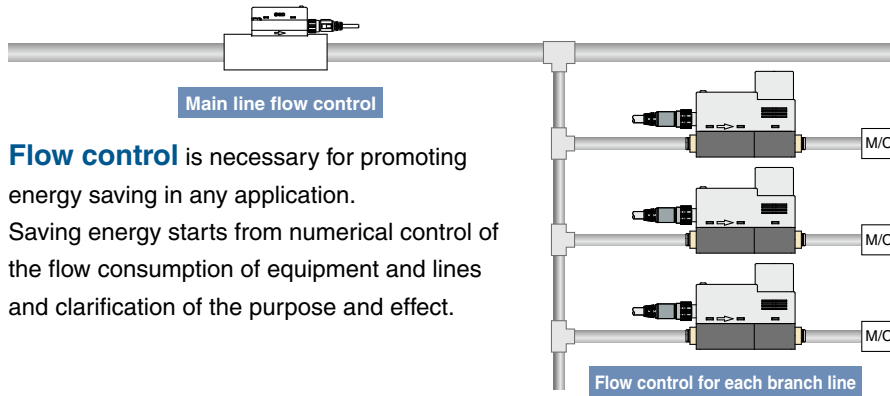 Main line flow control
Flow control is necessary for promoting
energy saving in any application.
Saving energy starts from numerical control of
the flow consumption of equipment and lines
and clarification of the purpose and effect.
M/C
M/C
M/C
Flow control for each branch line